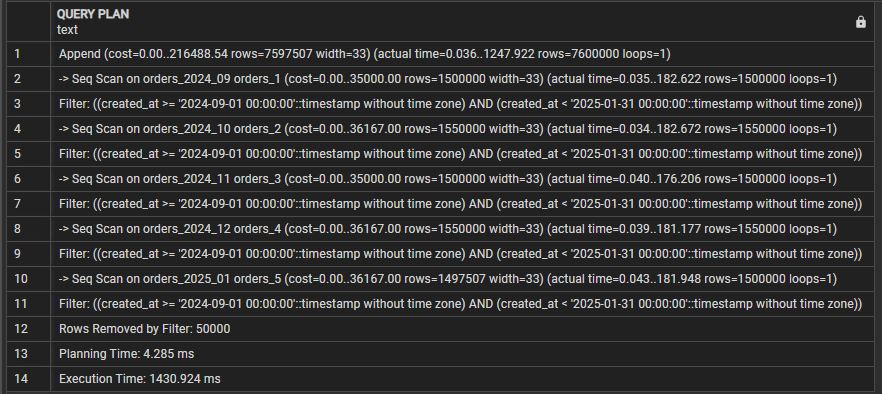 QUERY PLAN
text
1 Append (cost=0.00..216488.54 rows=7597507 width=33) (actual time=0.036..1247.922 rows=7600000 loops=1)
2 -> Seq Scan on orders_2024_09 orders_1 (cost=0.00..35000.00 rows=1500000 width=33) (actual time=0.035..182.622 rows=1500000 loops=1)
3 Filter: ((created_at >= '2024-09-01 00:00:00'::timestamp without time zone) AND (created_at < '2025-01-31 00:00:00'::timestamp without time zone))
4 -> Seq Scan on orders_2024_10 orders_2 (cost=0.00..36167.00 rows=1550000 width=33) (actual time=0.034..182.672 rows=1550000 loops=1)
5 Filter: ((created_at >= '2024-09-01 00:00:00'::timestamp without time zone) AND (created_at < '2025-01-31 00:00:00'::timestamp without time zone))
6 -> Seq Scan on orders_2024_11 orders_3 (cost=0.00..35000.00 rows=1500000 width=33) (actual time=0.040..176.206 rows=1500000 loops=1)
7 Filter: ((created_at >= '2024-09-01 00:00:00'::timestamp without time zone) AND (created_at < '2025-01-31 00:00:00'::timestamp without time zone))
8 -> Seq Scan on orders_2024_12 orders_4 (cost=0.00..36167.00 rows=1550000 width=33) (actual time=0.039..181.177 rows=1550000 loops=1)
9 Filter: ((created_at >= '2024-09-01 00:00:00'::timestamp without time zone) AND (created_at < '2025-01-31 00:00:00'::timestamp without time zone))
10 -> Seq Scan on orders_2025_01 orders_5 (cost=0.00..36167.00 rows=1497507 width=33) (actual time=0.043..181.948 rows=1500000 loops=1)
11 Filter: ((created_at >= '2024-09-01 00:00:00'::timestamp without time zone) AND (created_at < '2025-01-31 00:00:00'::timestamp without time zone))
12 Rows Removed by Filter: 50000
13 Planning Time: 4.285 ms
14 Execution Time: 1430.924 ms